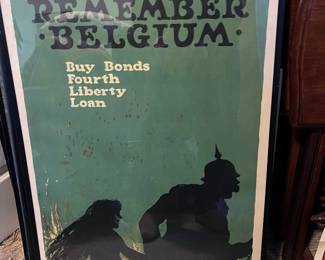 REMEMBER
·BELGIUM·
Buy Bonds
Fourth
Liberty
Loan